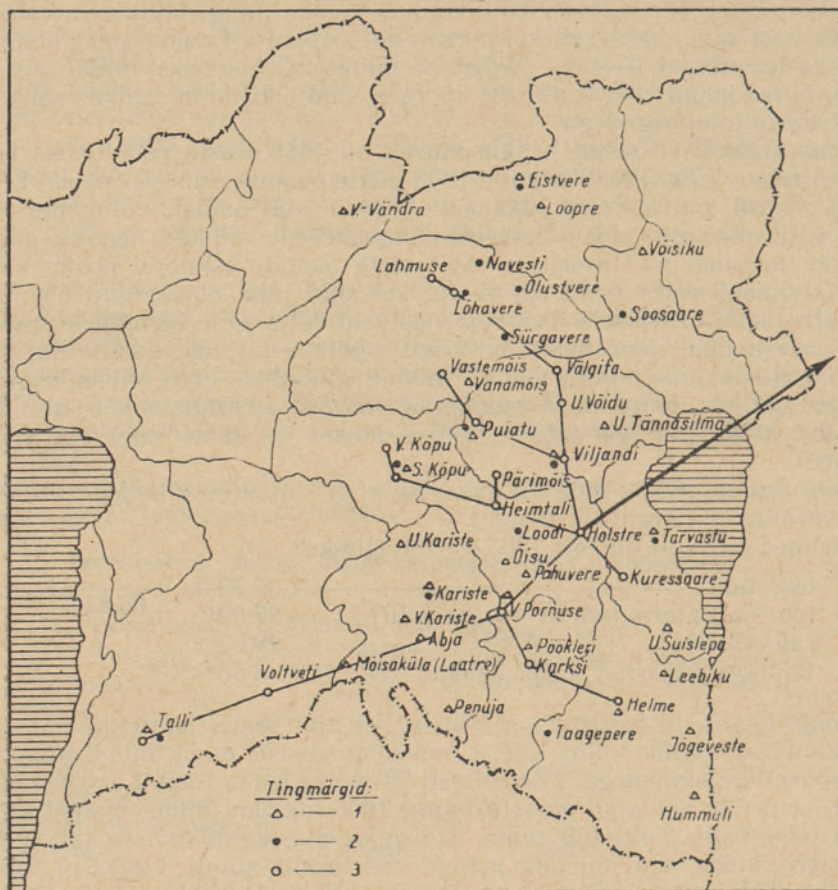 Eistvere
V.-Vändra
Loopre
Võisiku
Navesti
Lahmuse
Olustvere
Lõhavere
Soosaare
Sürgavere
Vastemõis
Välgita
Vanamõis
U.Võidu
U.Tännasilma
Puiatu
V. Kõpu
Viljandi
S. Kõpu
Pärimõis
Heimtali
Loodi
Holstre
Tarvastu
U.Kariste
Õisu
Pahuvere
Kuressaare
Kariste
V.Pornuse
V.Kariste
Abja
Pöökleri
U.Suislepa
Mõisaküla (Laatre)
Karksi
Leebiku
Voltveti
Penuja
Helme
Talli
Taagepere
Jõgeveste
Tingmärgid:
Hummuli
1
2
3